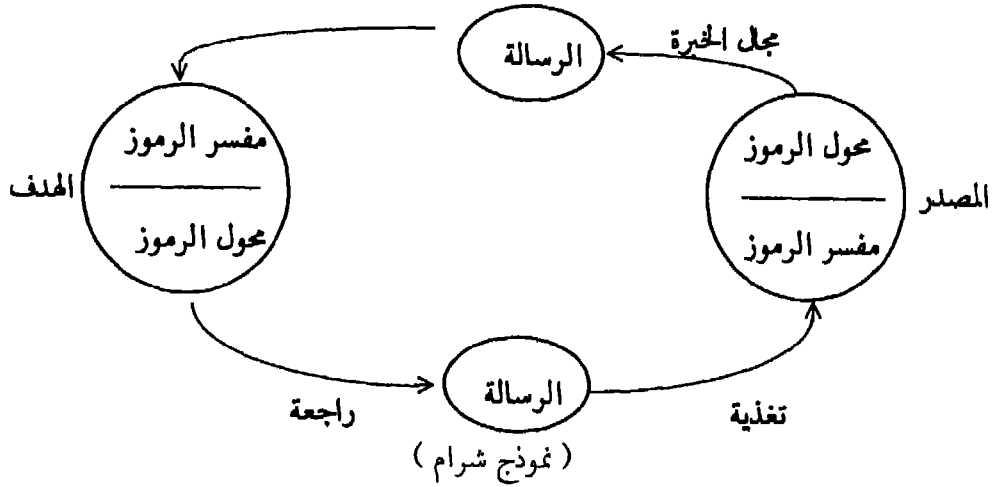 مجال الخبرة
الرسالة
المصدر
محول الرموز
مفسر الرموز
الهدف
مفسر الرموز
محول الرموز
الرسالة
تغذية
راجعة
( نموذج شرام )